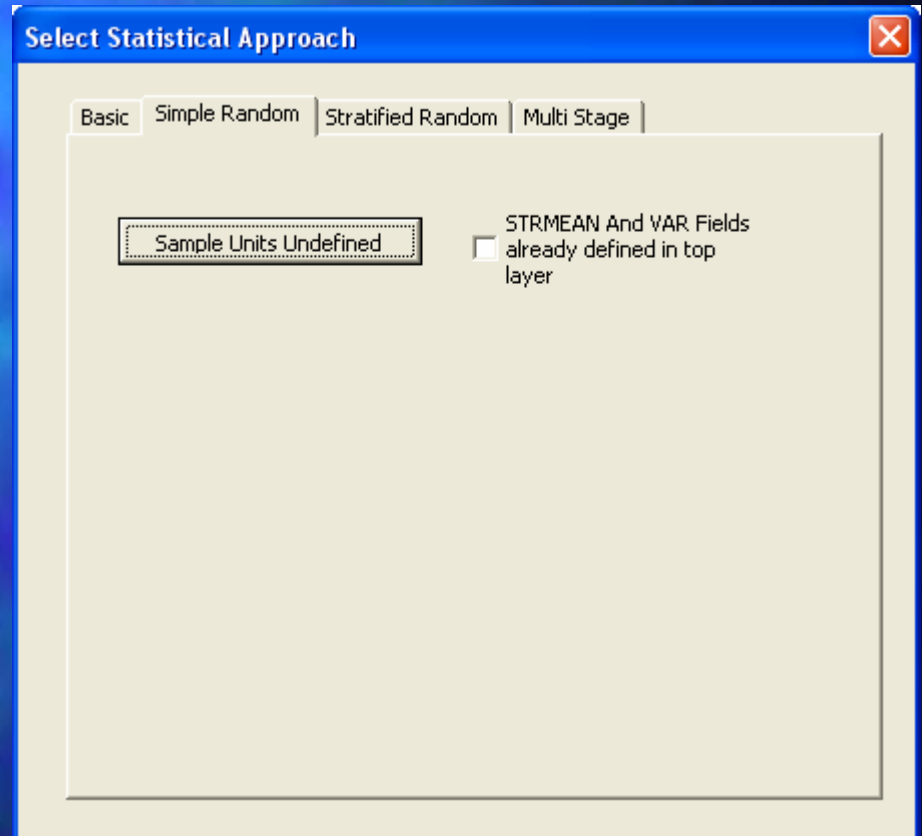 Select Statistical Approach
Basic
Simple Random
Stratified Random
Multi Stage
Sample Units Undefined
STRMEAN And VAR Fields
already defined in top
layer